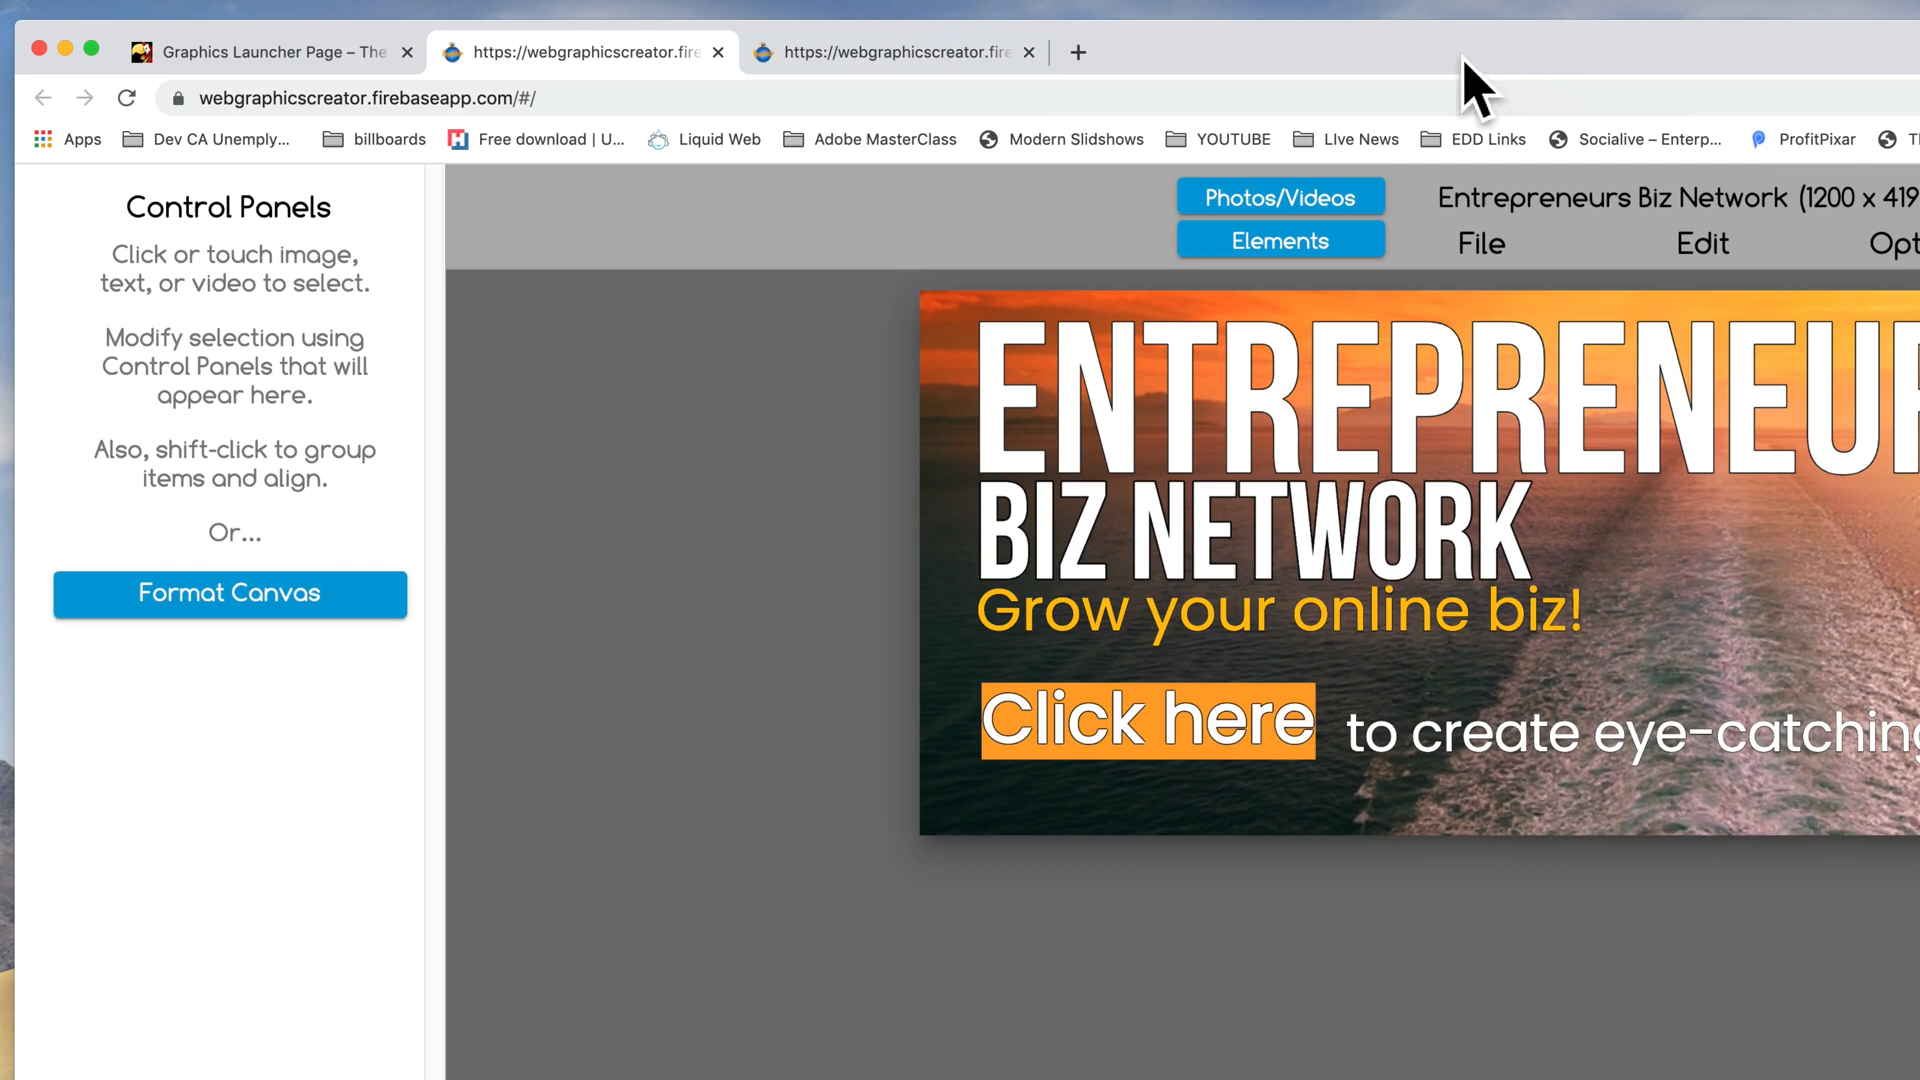 Graphics Launcher Page – The
https://webgraphicscreator.fire
https://webgraphicscreator.fire
webgraphicscreator.firebaseapp.com/#/
Apps
Dev CA Unemply...
billboards
Free download | U...
Liquid Web
Adobe MasterClass
Modern Slidshows
YOUTUBE
LIve News
EDD Links
Socialive – Enterp...
ProfitPixar
Control Panels
Click or touch image,
text, or video to select.
Modify selection using
Control Panels that will
appear here.
Also, shift-click to group
items and align.
Or...
Format Canvas
Photos/Videos
Elements
Entrepreneurs Biz Network (1200 x 419
File
Edit
Opt
ENTREPRENEUR
BIZ NETWORK
Grow your online biz!
Click here to create eye-catching